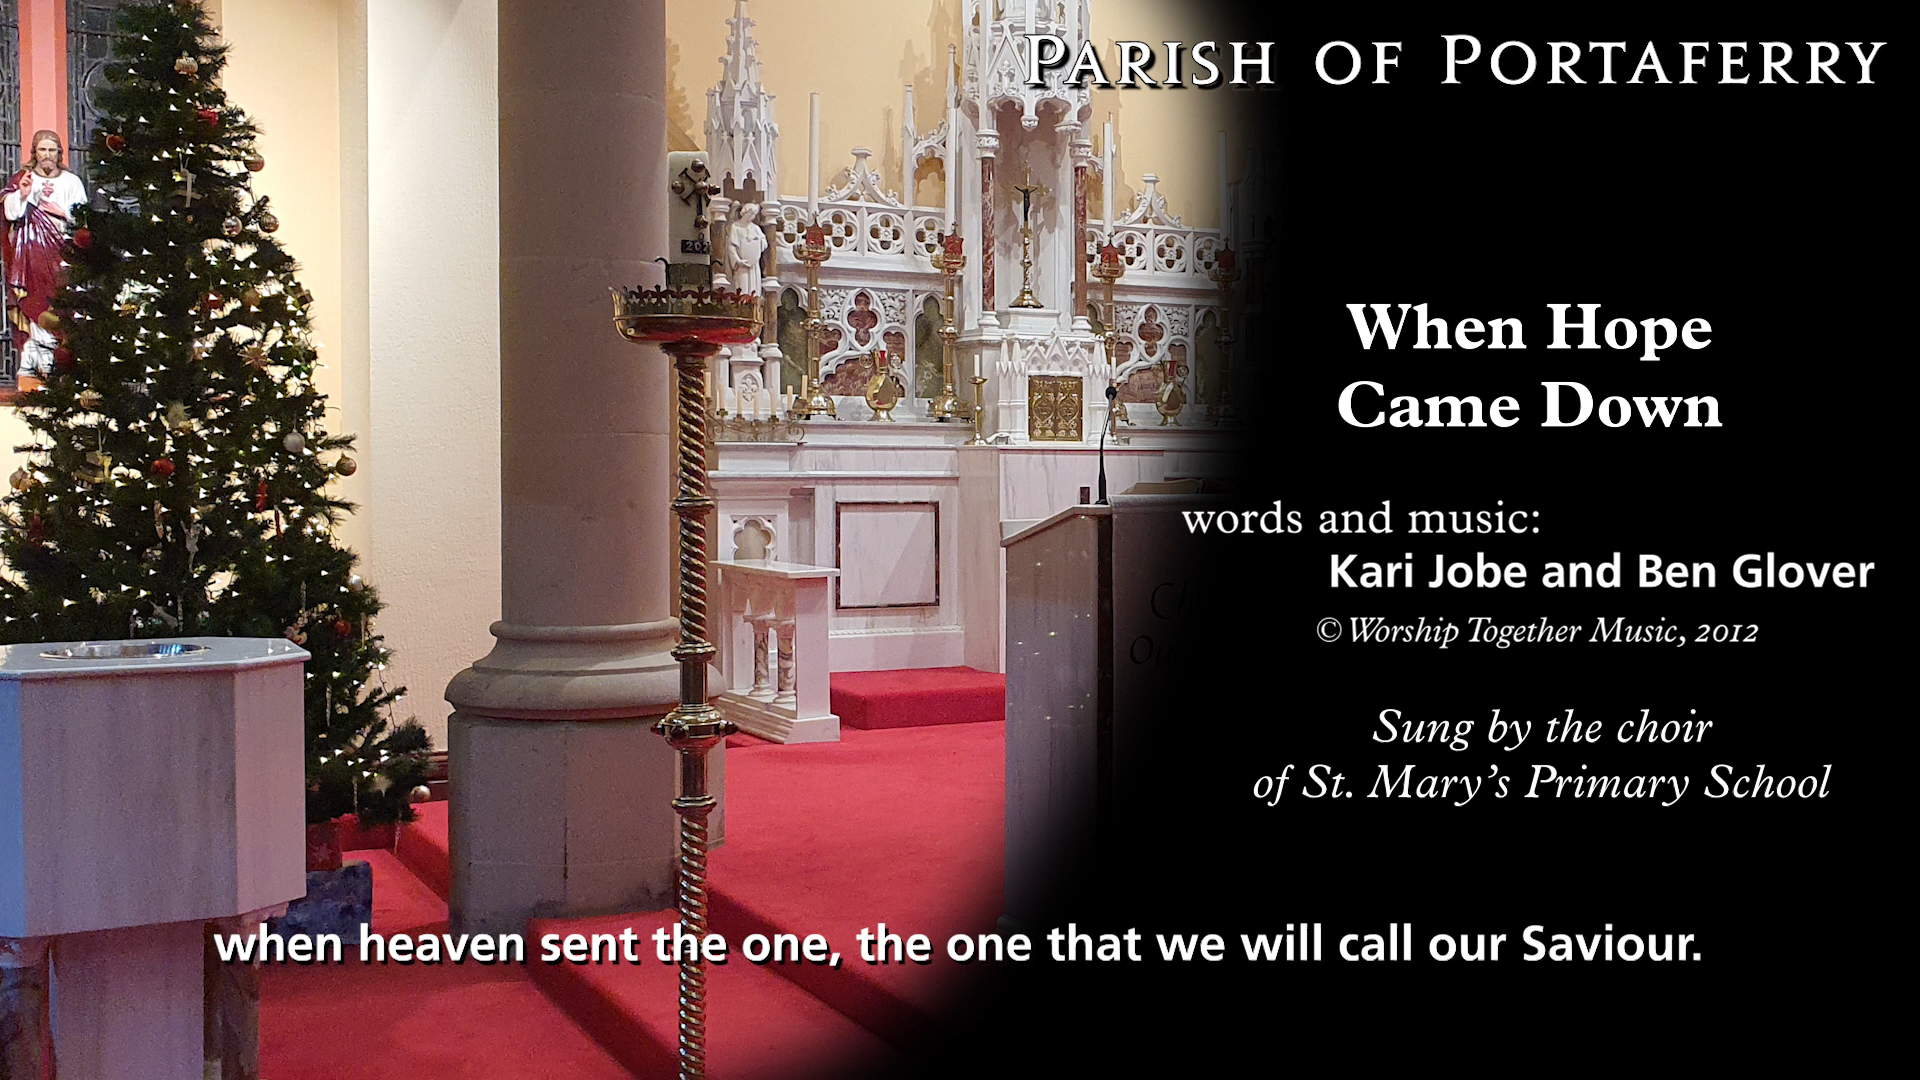 PARISH OF PORTAFERRY
When Hope
Came Down
words and music:
Kari Jobe and Ben Glover
© Worship Together Music, 2012
Sung by the choir
of St. Mary’s Primary School
when heaven sent the one, the one that we will call our Saviour.